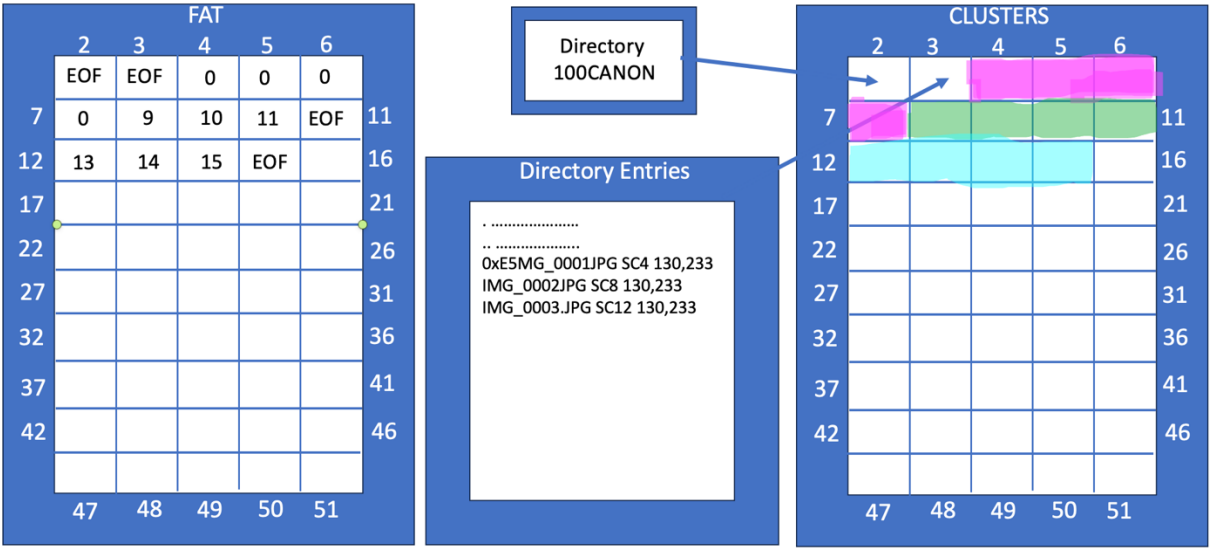 FAT
2 3 4 5 6
EOF EOF 0 0 0
7 0 9 10 11 EOF 11
12 13 14 15 EOF 16
17 21
22 26
27 31
32 36
37 41
42 46
47 48 49 50 51
Directory
100CANON
Directory Entries
. .....................
.. ....................
0xE5MG_0001JPG SC4 130,233
IMG_0002JPG SC8 130,233
IMG_0003.JPG SC12 130,233
CLUSTERS
2 3 4 5 6
7 11
12 16
17 21
22 26
27 31
32 36
37 41
42 46
47 48 49 50 51